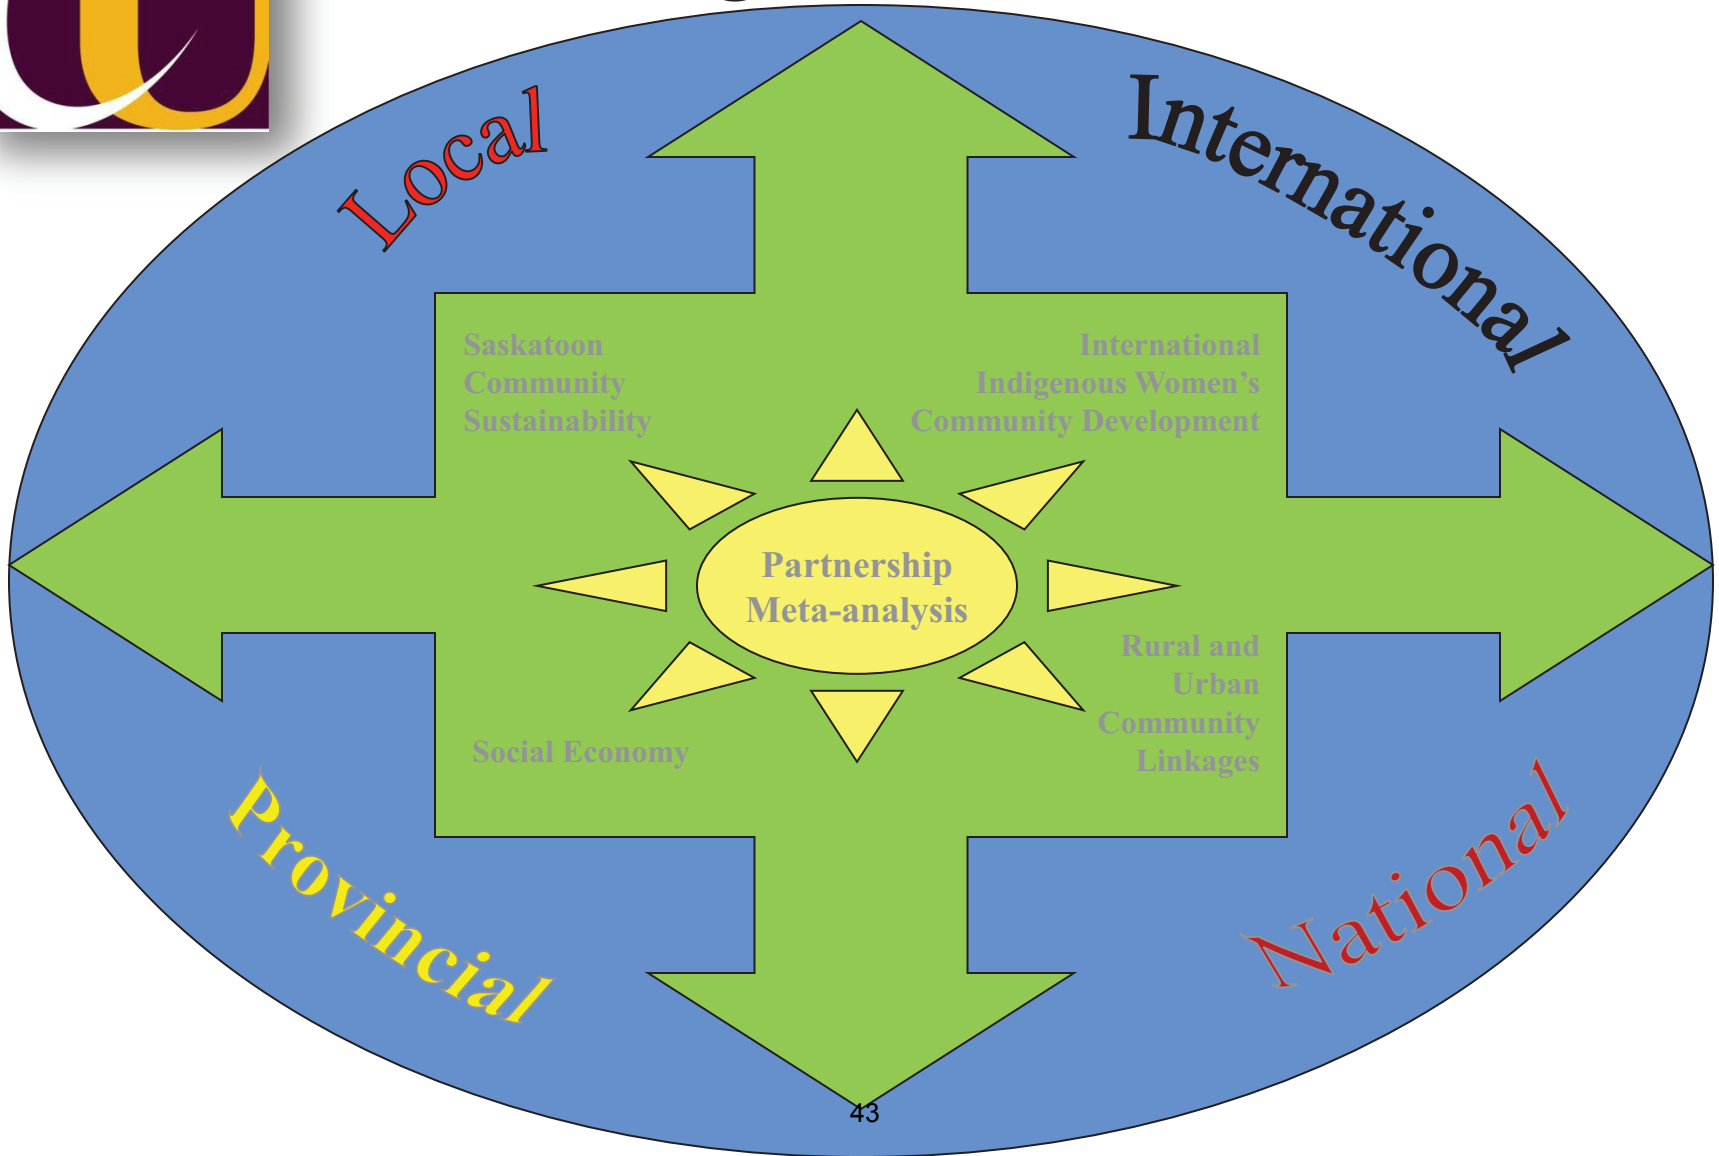 Local
International
Saskatoon
Community
Sustainability
International
Indigenous Women’s
Community Development
Partnership
Meta-analysis
Rural and
Urban
Community
Linkages
Social Economy
Provincial
National
43